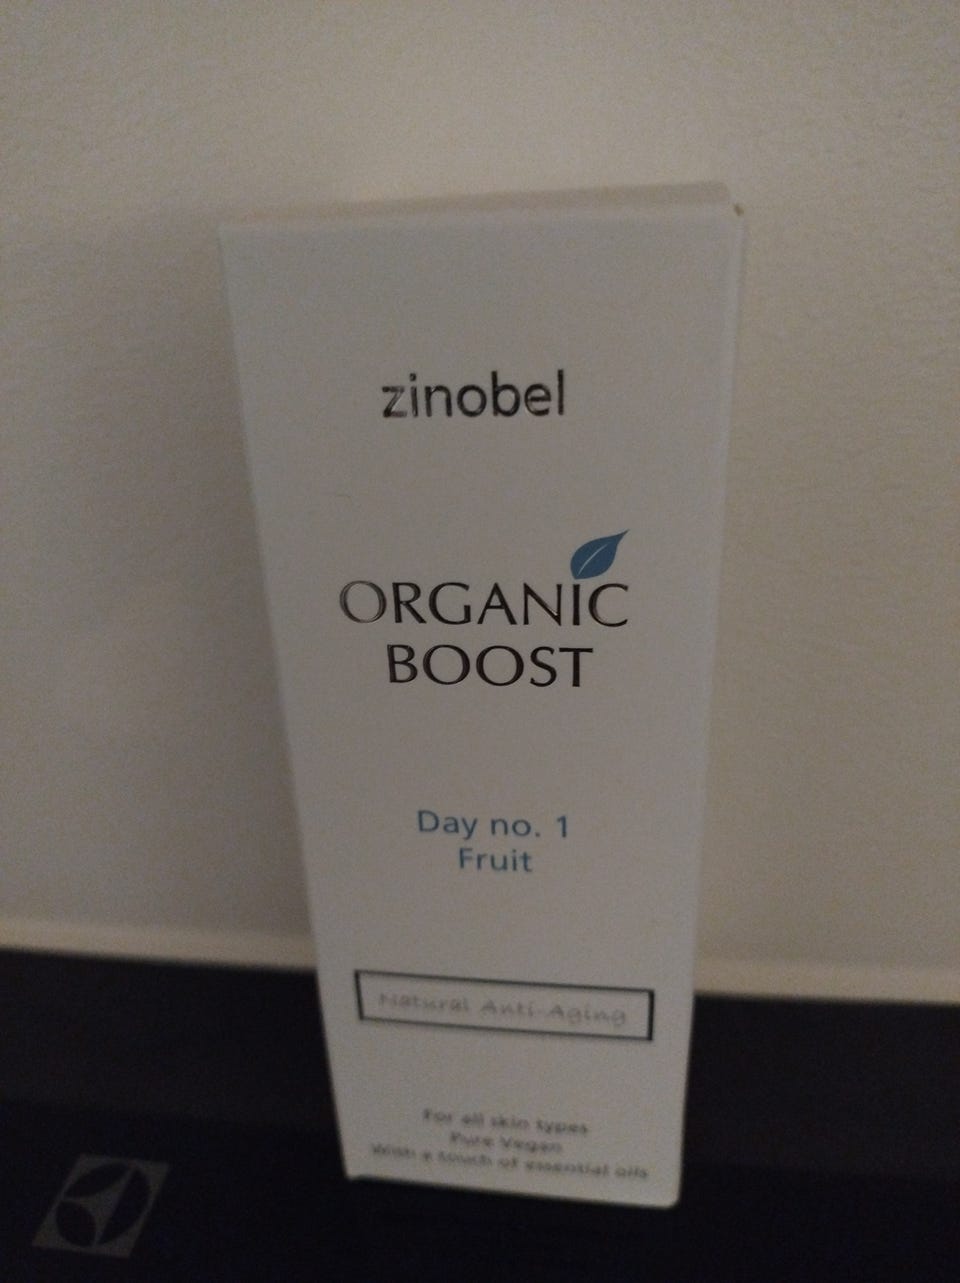 zinobel
ORGANIC
BOOST
Day no. 1
Fruit
Natural Anti-Aging
For all skin types
Pure Vegan
With a touch of essential oils